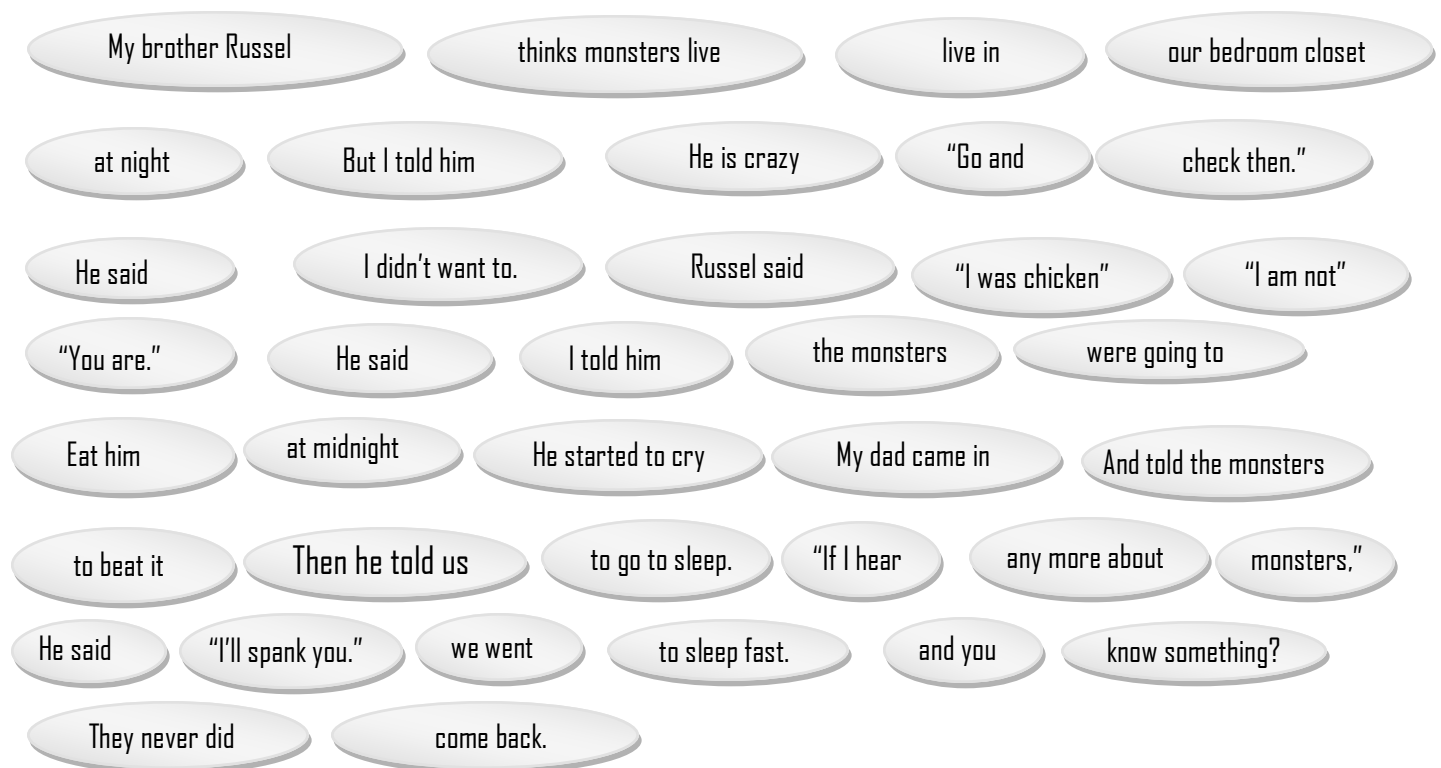 My brother Russel thinks monsters live live in our bedroom closet
at night But I told him He is crazy “Go and check then.”
He said I didn’t want to. Russel said “I was chicken” “I am not”
“You are.” He said I told him the monsters were going to
Eat him at midnight He started to cry My dad came in And told the monsters
to beat it Then he told us to go to sleep. “If I hear any more about monsters,”
He said “I’ll spank you.” we went to sleep fast. and you know something?
They never did come back.